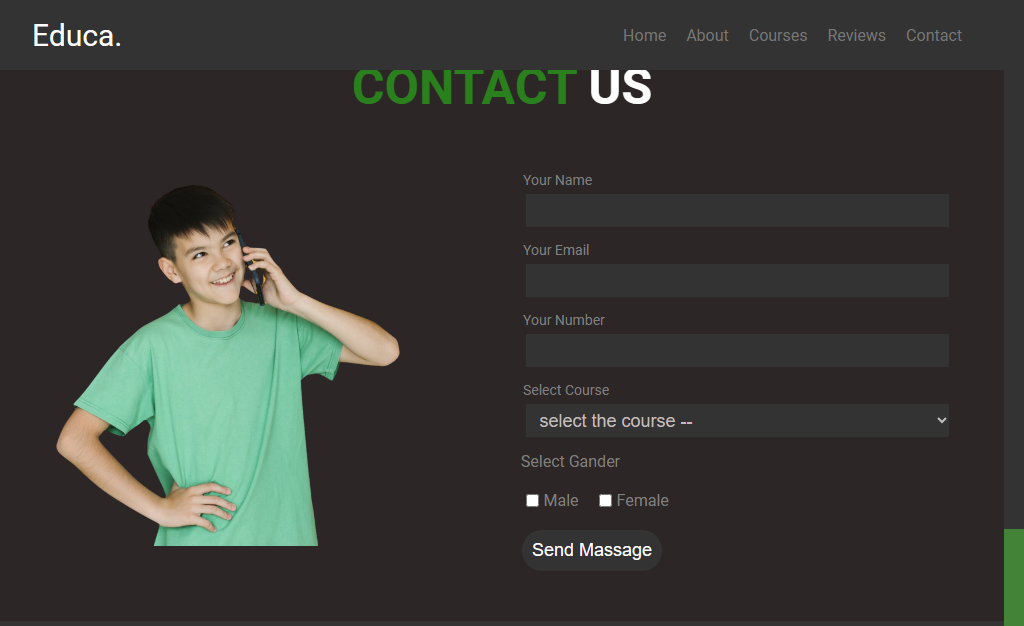 Educa.
Home About Courses Reviews Contact
CONTACT US
Your Name
Your Email
Your Number
Select Course
select the course --
Select Gander
Male Female
Send Massage